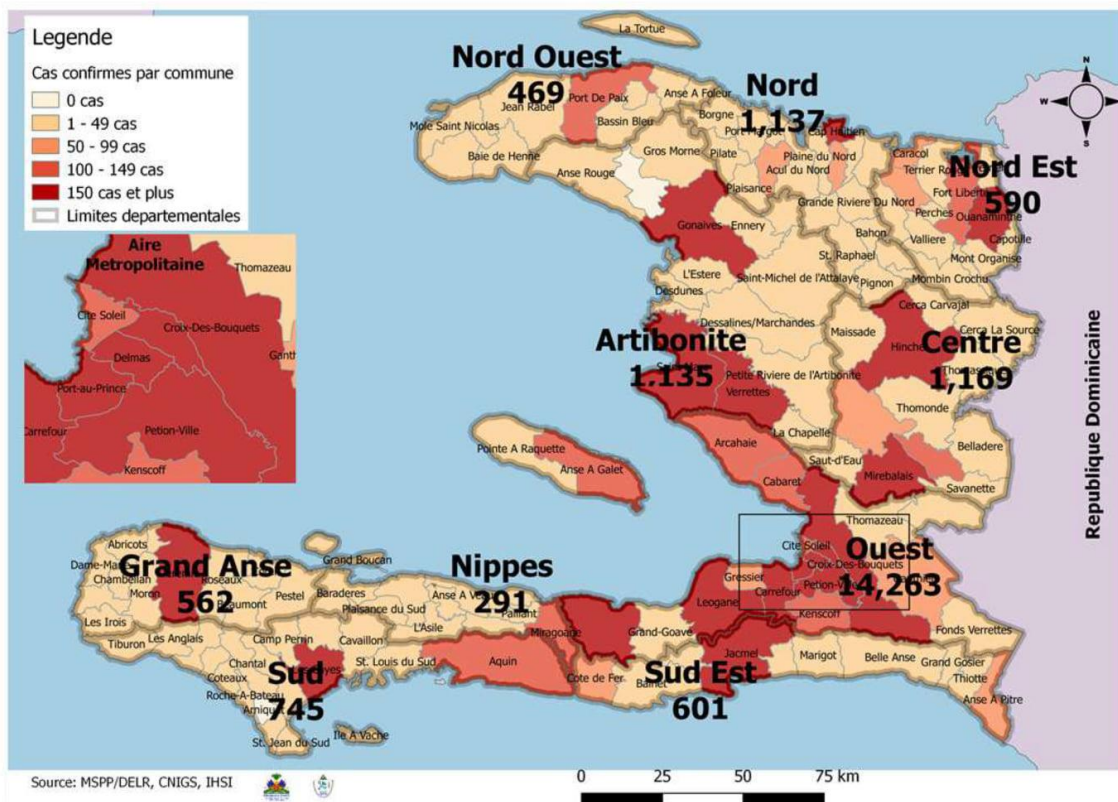 Legende
Cas confirmes par commune
0 cas
1 - 49 cas
50 - 99 cas
100 - 149 cas
150 cas et plus
Limites departementales
Aire
Metropolitaine
Thomazeau
Cite Soleil
Croix-Des-Bouquets
Ganth
Delmas
Port-au-Prince
Carrefour
Petion-Ville
Kenscoff
La Tortue
Nord Ouest
469
Jean Rabel
Port De Paix
Anse A Foleur
Mole Saint Nicolas
Bassin Bleu
Baie de Henne
Nord
1,137
Borgne
Port Margot
Cap Haitien
Pilate
Plaine du Nord
Acul du Nord
Plaisance
Grande Riviere Du Nord
Bahon
St. Raphael
Pignon
N
W
E
S
Caracol
Terrier Rouge
Nord Est
590
Fort Liberte
Ouanaminthe
Perches
Capotille
Valliere
Mont Organise
Mombin Crochu
Gros Morne
Anse Rouge
Gonaives
Ennery
L'Estere
Saint-Michel de l'Attalaye
Desdunes
Dessalines/Marchandes
Artibonite
1,135
Petite Riviere de l'Artibonite
Verrettes
La Chapelle
Cerca Carvajal
Maissade
Cerca La Source
Hinche
Centre
1,169
Thomonde
Belladere
Saut-d'Eau
Mirebalais
Savanette
Republique Dominicaine
Arcahaie
Cabaret
Pointe A Raquette
Anse A Galet
Thomazeau
Cite Soleil
Ouest
14,263
Croix-Des-Bouquets
Gressier
Carrefour
Petion-Ville
Leogane
Kenscoff
Fonds Verrettes
Grand-Goave
Abricots
Grand Anse
562
Dame-Marie
Chambellan
Moron
Roseaux
Beaumont
Pestel
Les Irois
Grand Boucan
Baraderes
Nippes
291
Anse A Veau
Plaisance du Sud
Paillant
L'Asile
Miragoane
Tiburon
Les Anglais
Camp Perrin
Cavaillon
Chantal
St. Louis du Sud
Aquin
Coteaux
Sud
745
Roche-A-Bateau
Arniquet
St. Jean du Sud
Ile A Vache
Cote de Fer
Bainet
Sud Est
601
Jacmel
Marigot
Belle Anse
Grand Gosier
Thiotte
Anse A Pitre
Source: MSPP/DELR, CNIGS, IHSI
0 25 50 75 km